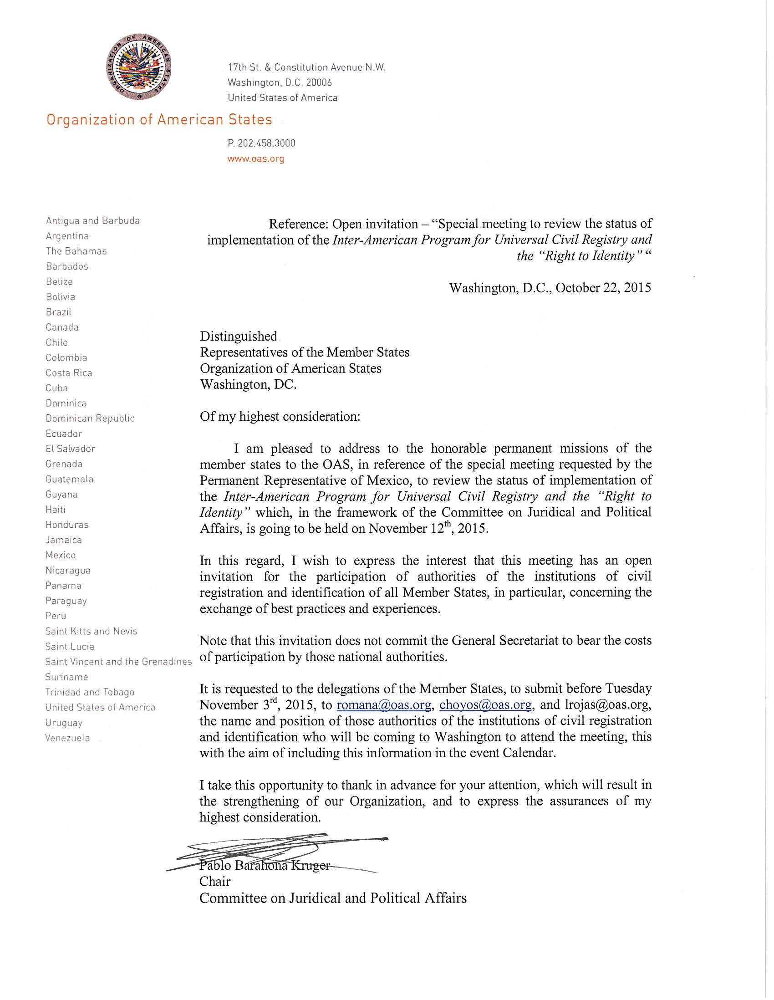 ORGANIZATION OF AMERICAN STATES
17th St. & Constitution Avenue N.W.
Washington, D.C. 20006
United States of America
Organization of American States
P. 202.458.3000
www.oas.org
Antigua and Barbuda
Argentina
The Bahamas
Barbados
Belize
Bolivia
Brazil
Canada
Chile
Colombia
Costa Rica
Cuba
Dominica
Dominican Republic
Ecuador
El Salvador
Grenada
Guatemala
Guyana
Haiti
Honduras
Jamaica
Mexico
Nicaragua
Panama
Paraguay
Peru
Saint Kitts and Nevis
Saint Lucia
Saint Vincent and the Grenadines
Suriname
Trinidad and Tobago
United States of America
Uruguay
Venezuela
Reference: Open invitation – “Special meeting to review the status of
implementation of the Inter-American Program for Universal Civil Registry and
the “Right to Identity” “
Washington, D.C., October 22, 2015
Distinguished
Representatives of the Member States
Organization of American States
Washington, DC.
Of my highest consideration:
I am pleased to address to the honorable permanent missions of the
member states to the OAS, in reference of the special meeting requested by the
Permanent Representative of Mexico, to review the status of implementation of
the Inter-American Program for Universal Civil Registry and the “Right to
Identity” which, in the framework of the Committee on Juridical and Political
Affairs, is going to be held on November 12th, 2015.
In this regard, I wish to express the interest that this meeting has an open
invitation for the participation of authorities of the institutions of civil
registration and identification of all Member States, in particular, concerning the
exchange of best practices and experiences.
Note that this invitation does not commit the General Secretariat to bear the costs
of participation by those national authorities.
It is requested to the delegations of the Member States, to submit before Tuesday
November 3rd, 2015, to romana@oas.org, choyos@oas.org, and lrojas@oas.org,
the name and position of those authorities of the institutions of civil registration
and identification who will be coming to Washington to attend the meeting, this
with the aim of including this information in the event Calendar.
I take this opportunity to thank in advance for your attention, which will result in
the strengthening of our Organization, and to express the assurances of my
highest consideration.
Pablo Barahona Kruger
Chair
Committee on Juridical and Political Affairs